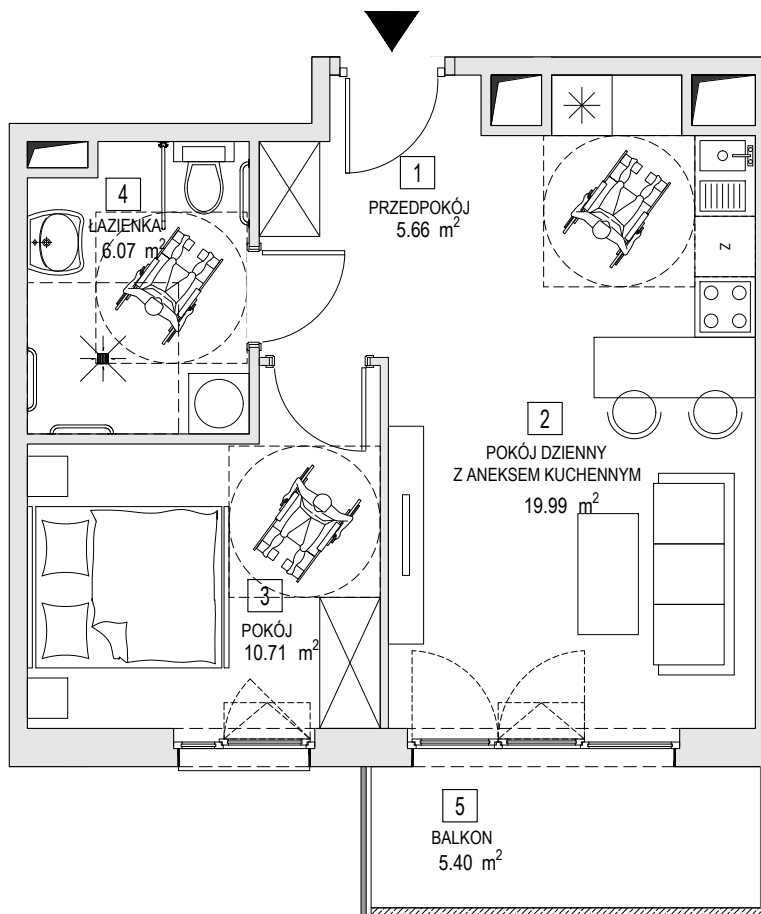 1
PRZEDPOKÓJ
5.66 m²
4
ŁAZIENKA
6.07 m²
Z
2
POKÓJ DZIENNY
Z ANEKSEM KUCHENNYM
19.99 m²
3
POKÓJ
10.71 m²
5
BALKON
5.40 m²